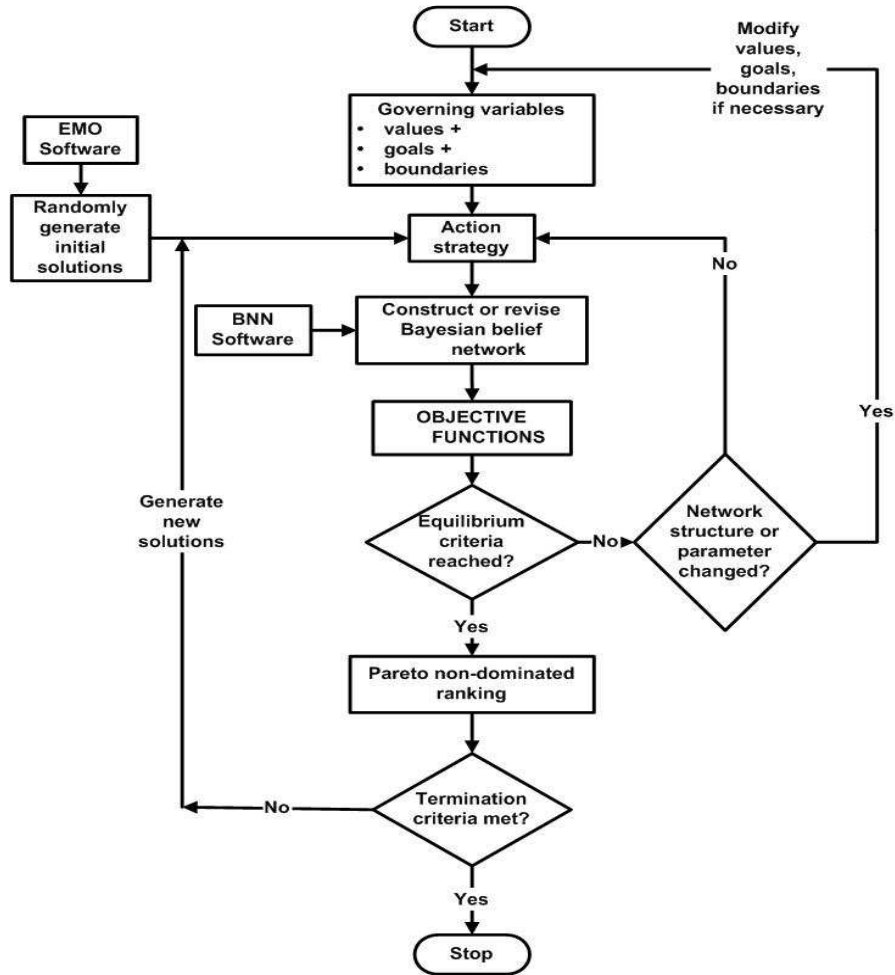 Start
Modify
values,
goals,
boundaries
if necessary
Governing variables
• values +
• goals +
• boundaries
EMO
Software
Randomly
generate
initial
solutions
Action
strategy
No
BNN
Software
Construct or revise
Bayesian belief
network
OBJECTIVE
FUNCTIONS
Yes
Generate
new
solutions
Equilibrium
criteria
reached?
No
Network
structure or
parameter
changed?
Yes
Pareto non-dominated
ranking
Termination
criteria met?
No
Yes
Stop